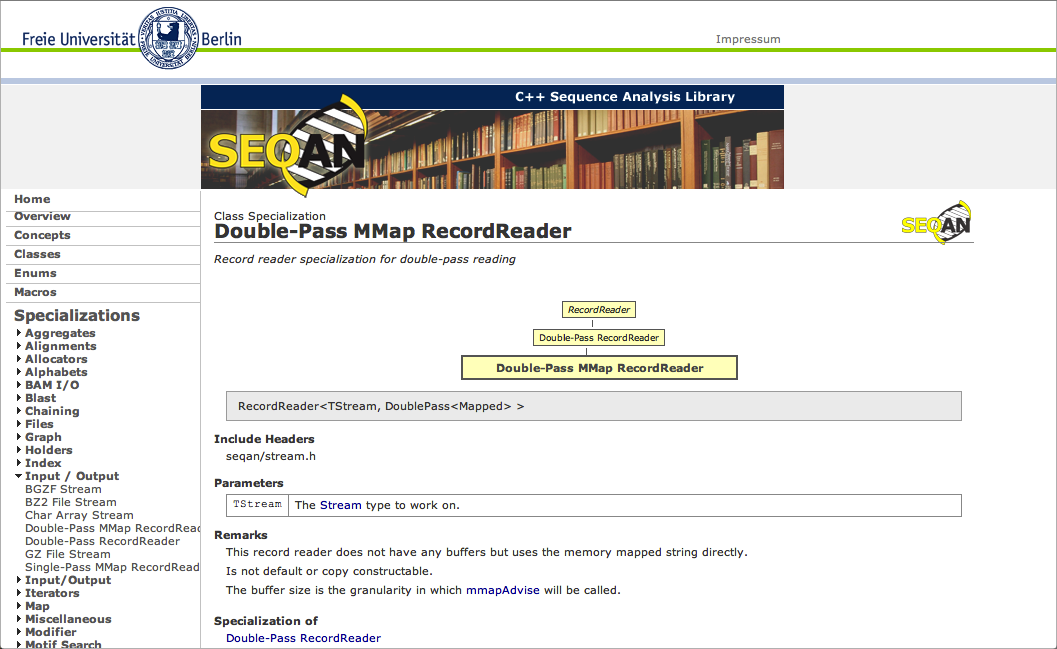 Freie Universität Berlin
Impressum
C++ Sequence Analysis Library
SEQAN
Home
Overview
Concepts
Classes
Enums
Macros
Specializations
Aggregates
Alignments
Allocators
Alphabets
BAM I/O
Blast
Chaining
Files
Graph
Holders
Index
Input / Output
BGZF Stream
BZ2 File Stream
Char Array Stream
Double-Pass MMap RecordRead
Double-Pass RecordReader
GZ File Stream
Single-Pass MMap RecordRead
Input/Output
Iterators
Map
Miscellaneous
Modifier
Motif Search
Class Specialization
Double-Pass MMap RecordReader
SEQAN
Record reader specialization for double-pass reading
RecordReader
Double-Pass RecordReader
Double-Pass MMap RecordReader
RecordReader<TStream, DoublePass<Mapped> >
Include Headers
seqan/stream.h
Parameters
TStream The Stream type to work on.
Remarks
This record reader does not have any buffers but uses the memory mapped string directly.
Is not default or copy constructable.
The buffer size is the granularity in which mmapAdvise will be called.
Specialization of
Double-Pass RecordReader